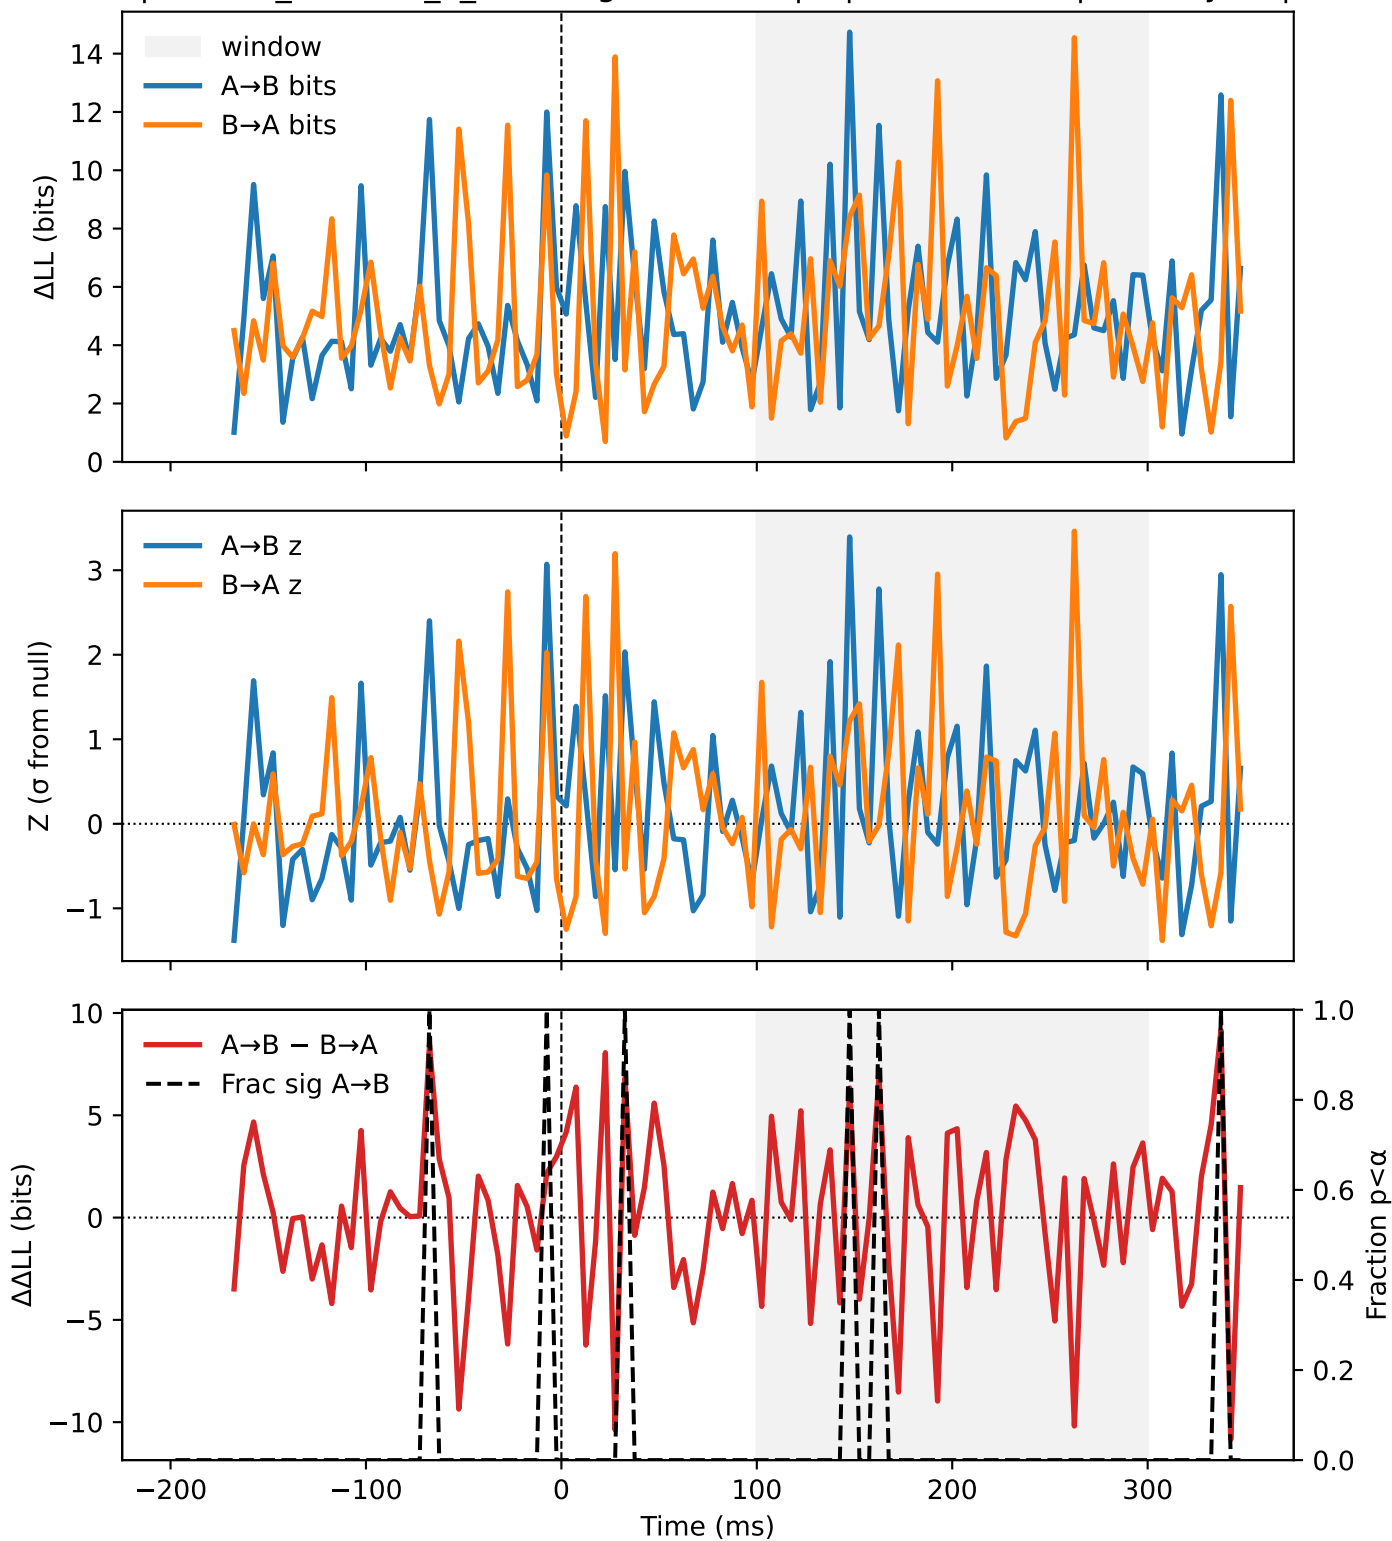 window
A→B bits
B→A bits
ΔLL (bits)
14
12
10
8
6
4
2
0
A→B z
B→A z
Z (σ from null)
3
2
1
0
−1
A→B − B→A
Frac sig A→B
ΔΔLL (bits)
10
5
0
−5
−10
1.0
0.8
0.6
0.4
0.2
0.0
Fraction p<α
−200
−100
0
100
200
300
Time (ms)